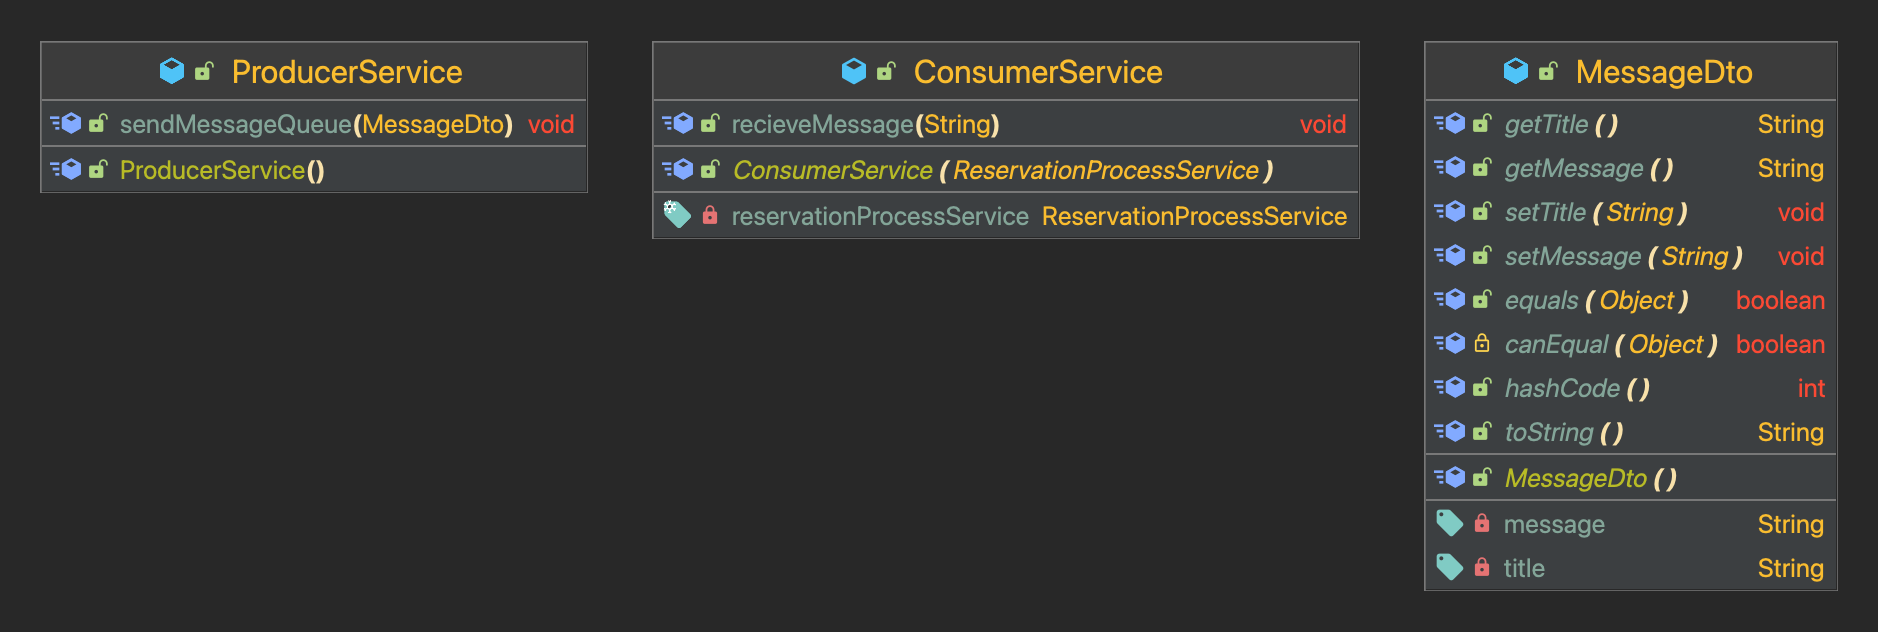 ProducerService
sendMessageQueue(MessageDto) void
ProducerService()
ConsumerService
recieveMessage(String) void
ConsumerService(ReservationProcessService)
reservationProcessService ReservationProcessService
MessageDto
getTitle() String
getMessage() String
setTitle(String) void
setMessage(String) void
equals(Object) boolean
canEqual(Object) boolean
hashCode() int
toString() String
MessageDto()
message String
title String